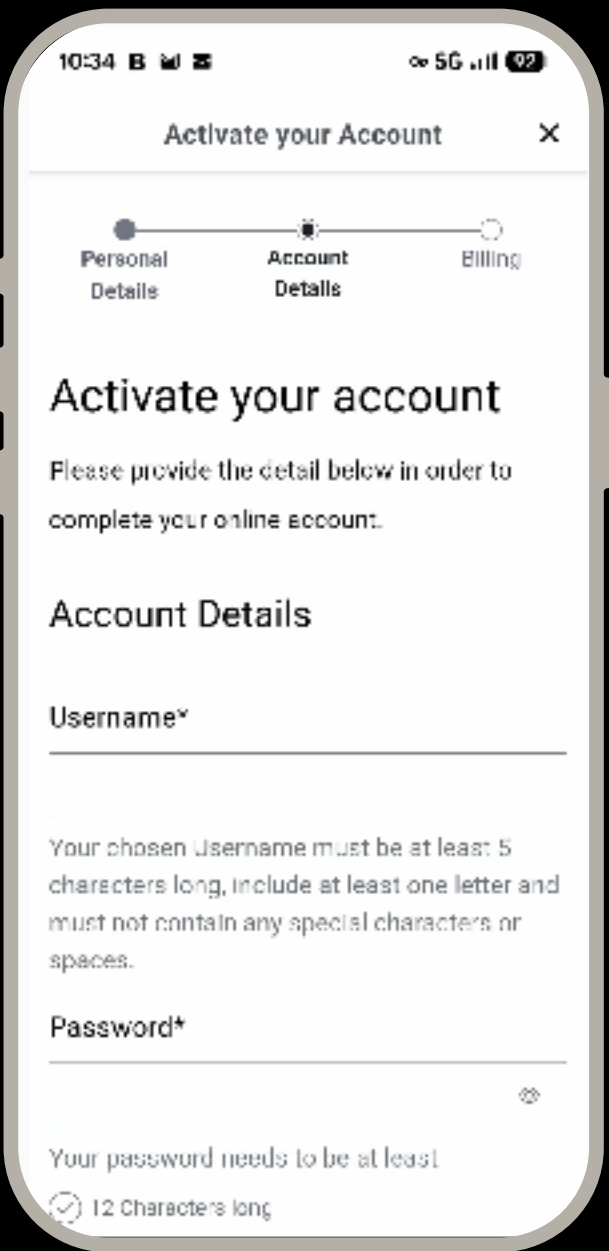 10:34 B
5G 92
Activate your Account
Personal
Details
Account
Details
Billing
Activate your account
Please provide the detail below in order to
complete your online account.
Account Details
Username*
Your chosen Username must be at least 5
characters long, include at least one letter and
must not contain any special characters or
spaces.
Password*
Your password needs to be at least
12 Characters long